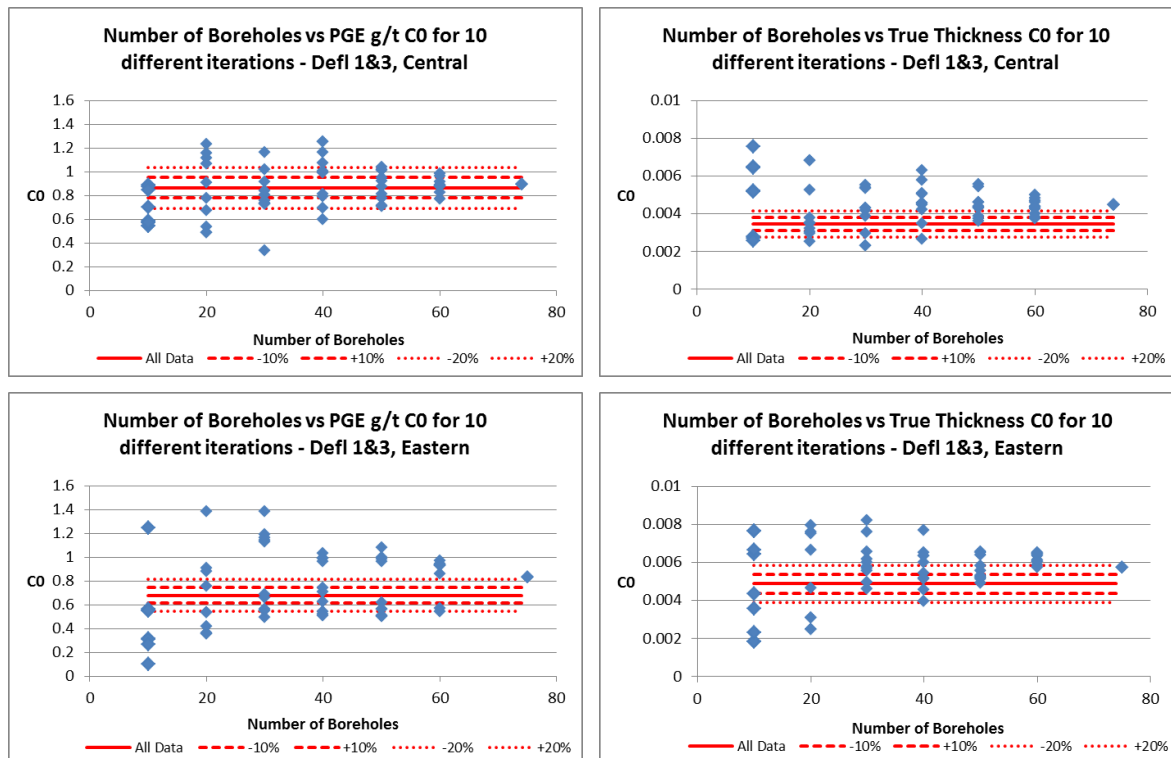 Number of Boreholes vs PGE g/t C0 for 10
different iterations - Defl 1&3, Central
1.6
1.4
1.2
1
0.8
C0
0.6
0.4
0.2
0
0 20 40 60 80
Number of Boreholes
All Data -10% +10% -20% +20%
Number of Boreholes vs True Thickness C0 for 10
different iterations - Defl 1&3, Central
0.01
0.008
0.006
C0
0.004
0.002
0
0 20 40 60 80
Number of Boreholes
All Data -10% +10% -20% +20%
Number of Boreholes vs PGE g/t C0 for 10
different iterations - Defl 1&3, Eastern
1.6
1.4
1.2
1
0.8
C0
0.6
0.4
0.2
0
0 20 40 60 80
Number of Boreholes
All Data -10% +10% -20% +20%
Number of Boreholes vs True Thickness C0 for 10
different iterations - Defl 1&3, Eastern
0.01
0.008
0.006
C0
0.004
0.002
0
0 20 40 60 80
Number of Boreholes
All Data -10% +10% -20% +20%